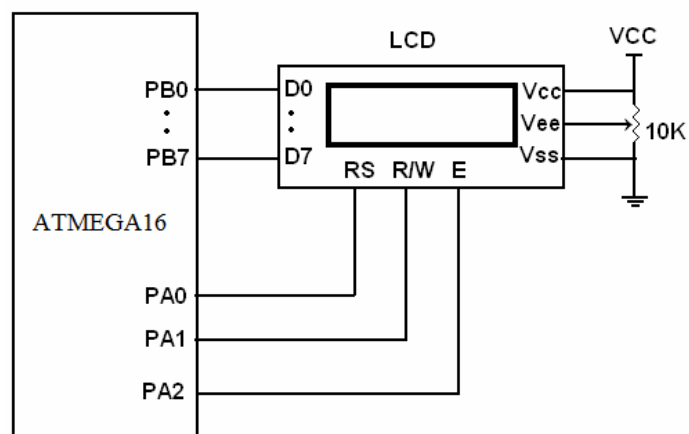 LCD
VCC
PB0 D0 Vcc
Vee 10K
PB7 D7 Vss
RS R/W E
ATMEGA16
PA0
PA1
PA2